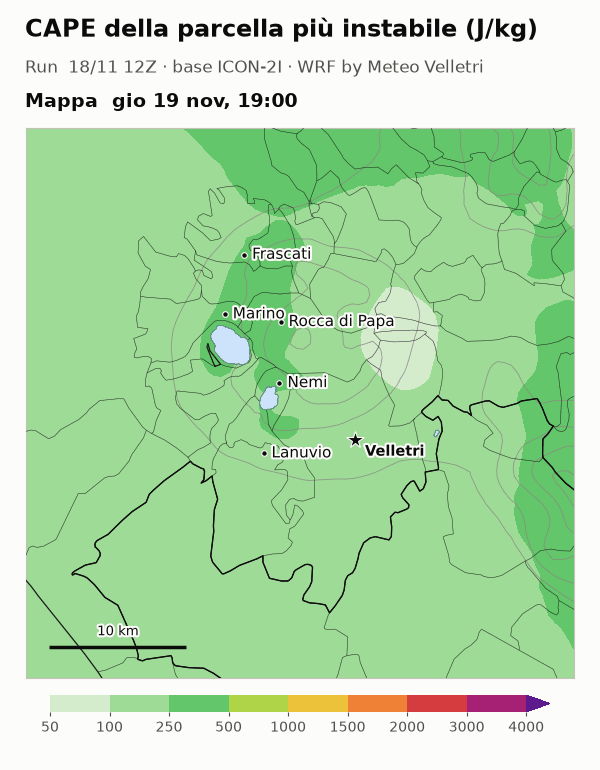 CAPE della parcella più instabile (J/kg)
Run  18/11 12Z · base ICON-2I · WRF by Meteo Velletri
Mappa  gio 19 nov, 19:00
Frascati
Marino
Rocca di Papa
Nemi
Lanuvio
Velletri
10 km
50 100 250 500 1000 1500 2000 3000 4000